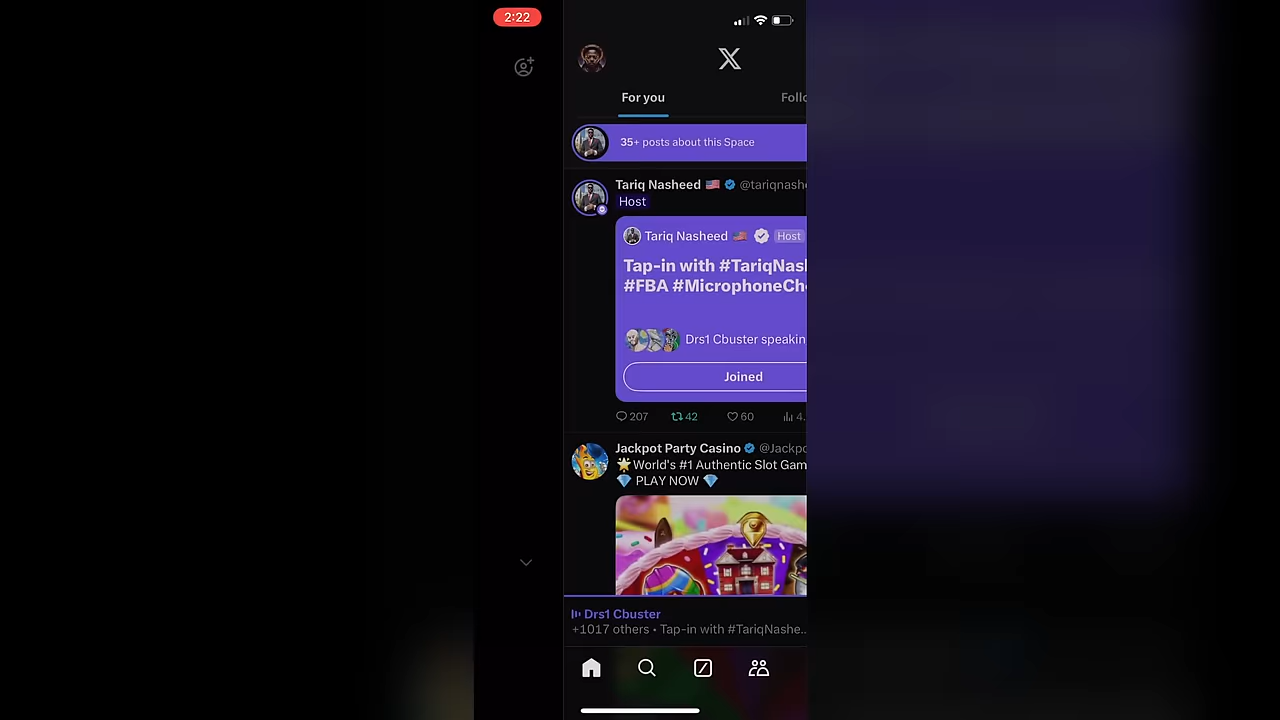 2:22
For you
Follo
35+ posts about this Space
Tariq Nasheed 🇺🇸 @tariqnashe
Host
Tariq Nasheed 🇺🇸 Host
Tap-in with #TariqNash
#FBA #MicrophoneChe
Drs1 Cbuster speakin
Joined
207 42 60 4.
Jackpot Party Casino @Jackpo
🌟World's #1 Authentic Slot Gam
💎 PLAY NOW 💎
Drs1 Cbuster
+1017 others • Tap-in with #TariqNashe...